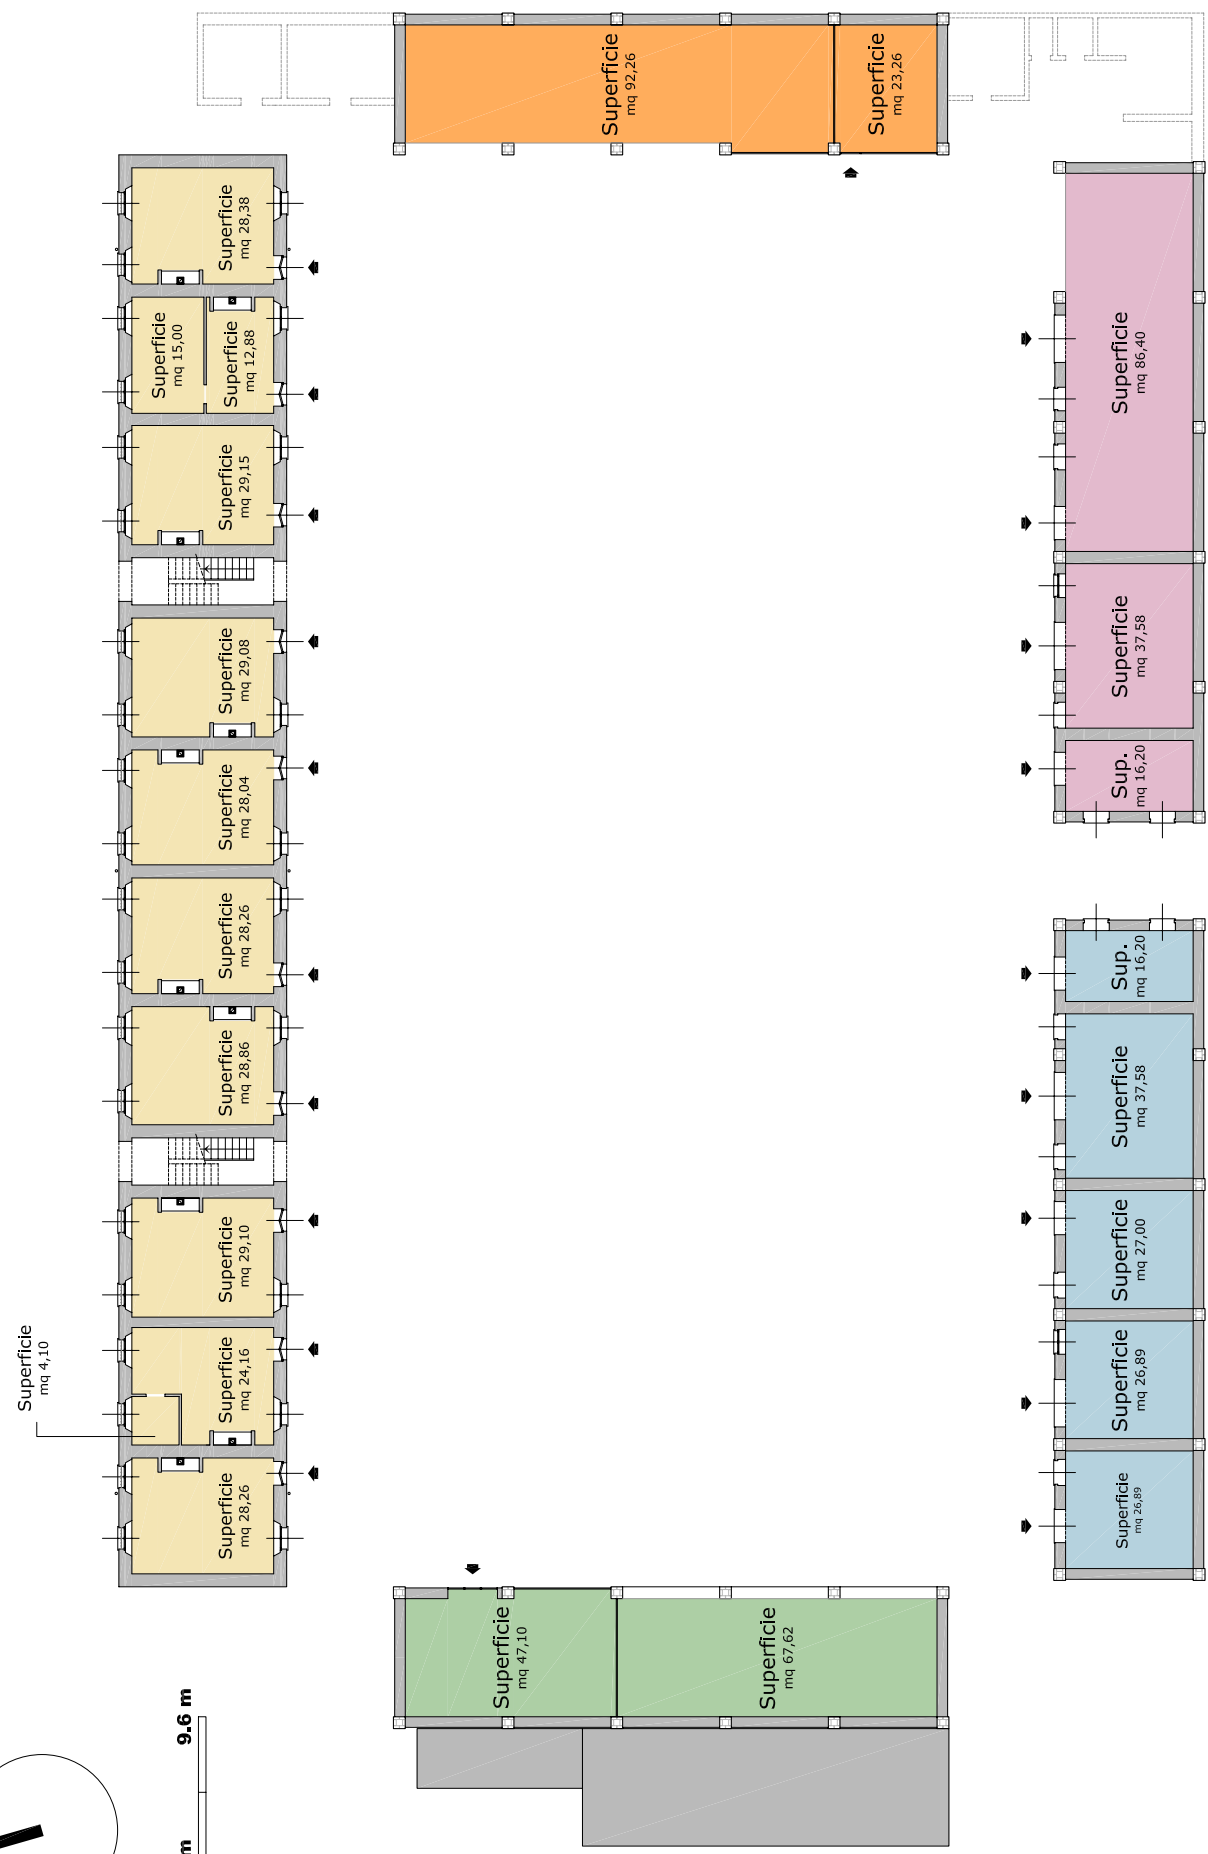 Superficie
mq 92,26
Superficie
mq 23,26
Superficie
mq 28,38
Superficie
mq 15,00
Superficie
mq 12,88
Superficie
mq 29,15
Superficie
mq 29,08
Superficie
mq 28,04
Superficie
mq 28,26
Superficie
mq 28,86
Superficie
mq 29,10
Superficie
mq 4,10
Superficie
mq 24,16
Superficie
mq 28,26
Superficie
mq 86,40
Superficie
mq 37,58
Sup.
mq 16,20
Sup.
mq 16,20
Superficie
mq 37,58
Superficie
mq 27,00
Superficie
mq 26,89
Superficie
mq 26,89
Superficie
mq 47,10
Superficie
mq 67,62
9.6 m
m